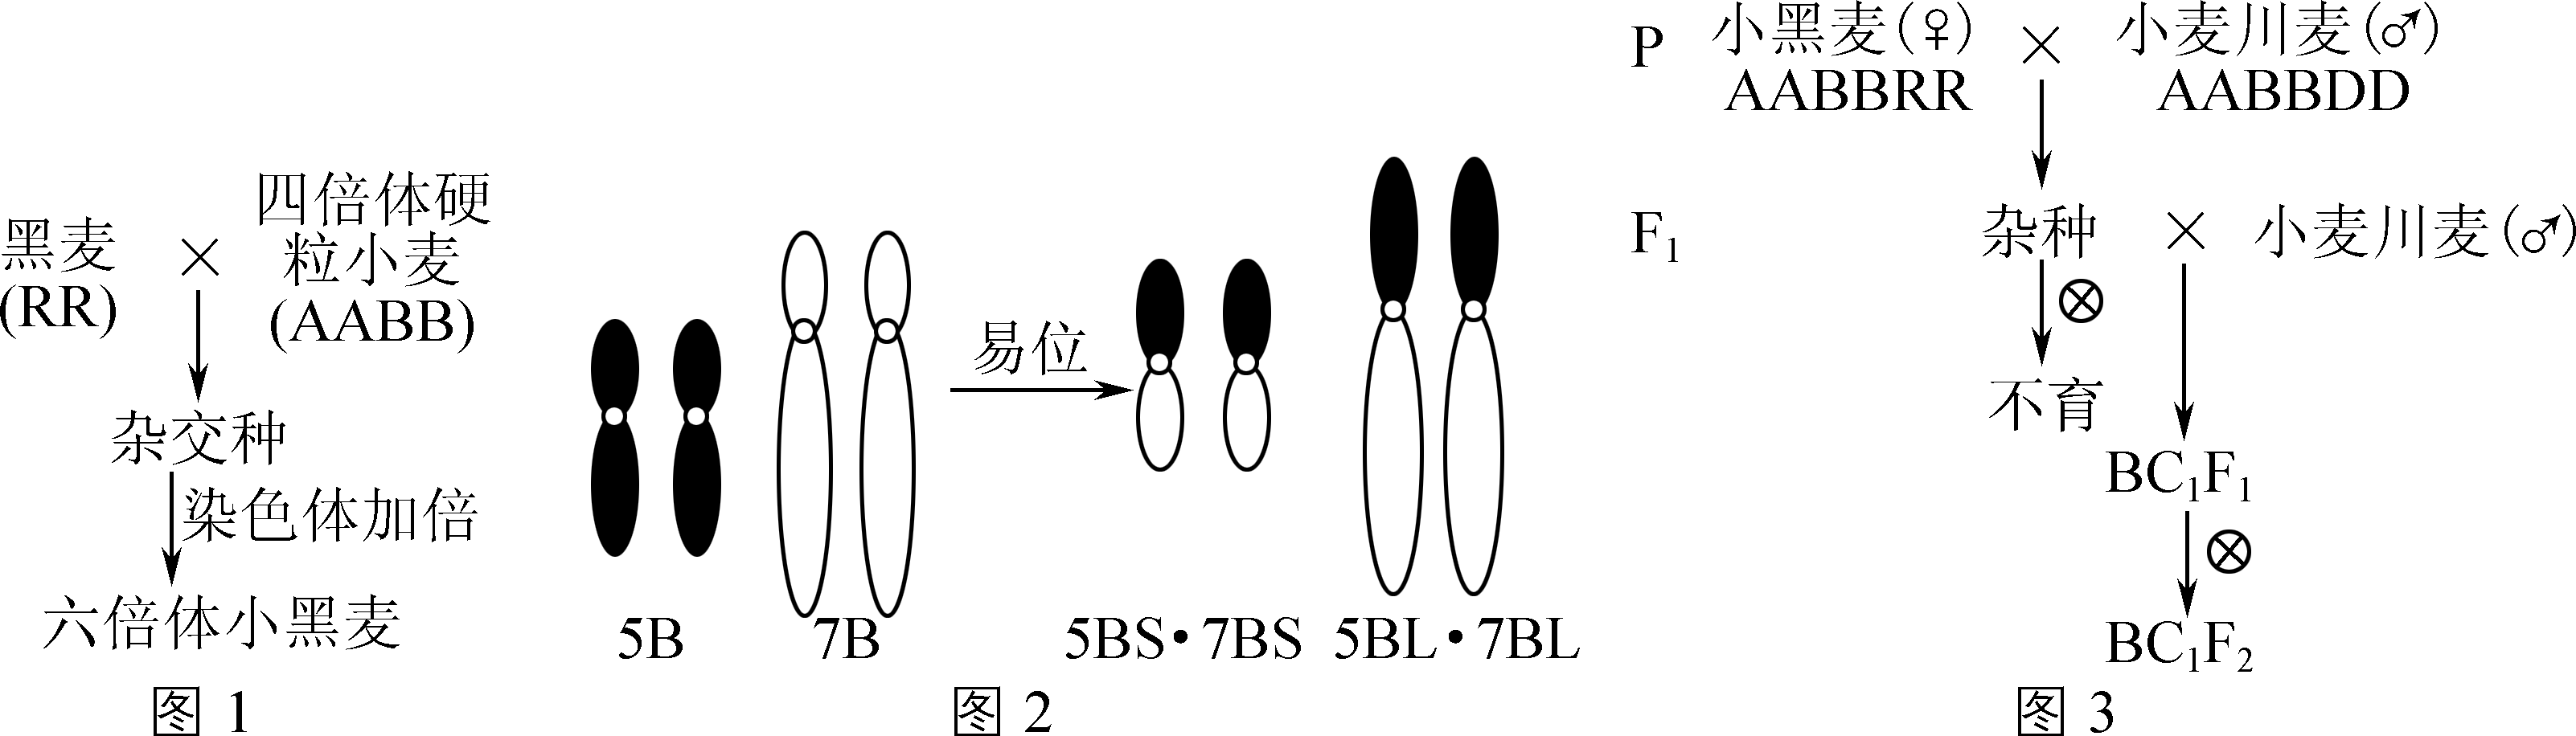 黑麦
(RR)
×
四倍体硬
粒小麦
(AABB)
杂交种
染色体加倍
六倍体小黑麦
图 1
5B
7B
易位
5BS·7BS
5BL·7BL
图 2
P 小黑麦(♀) × 小麦川麦(♂)
AABBRR AABBDD
F₁ 杂种 × 小麦川麦(♂)
⊗
不育
BC₁F₁
⊗
BC₁F₂
图 3